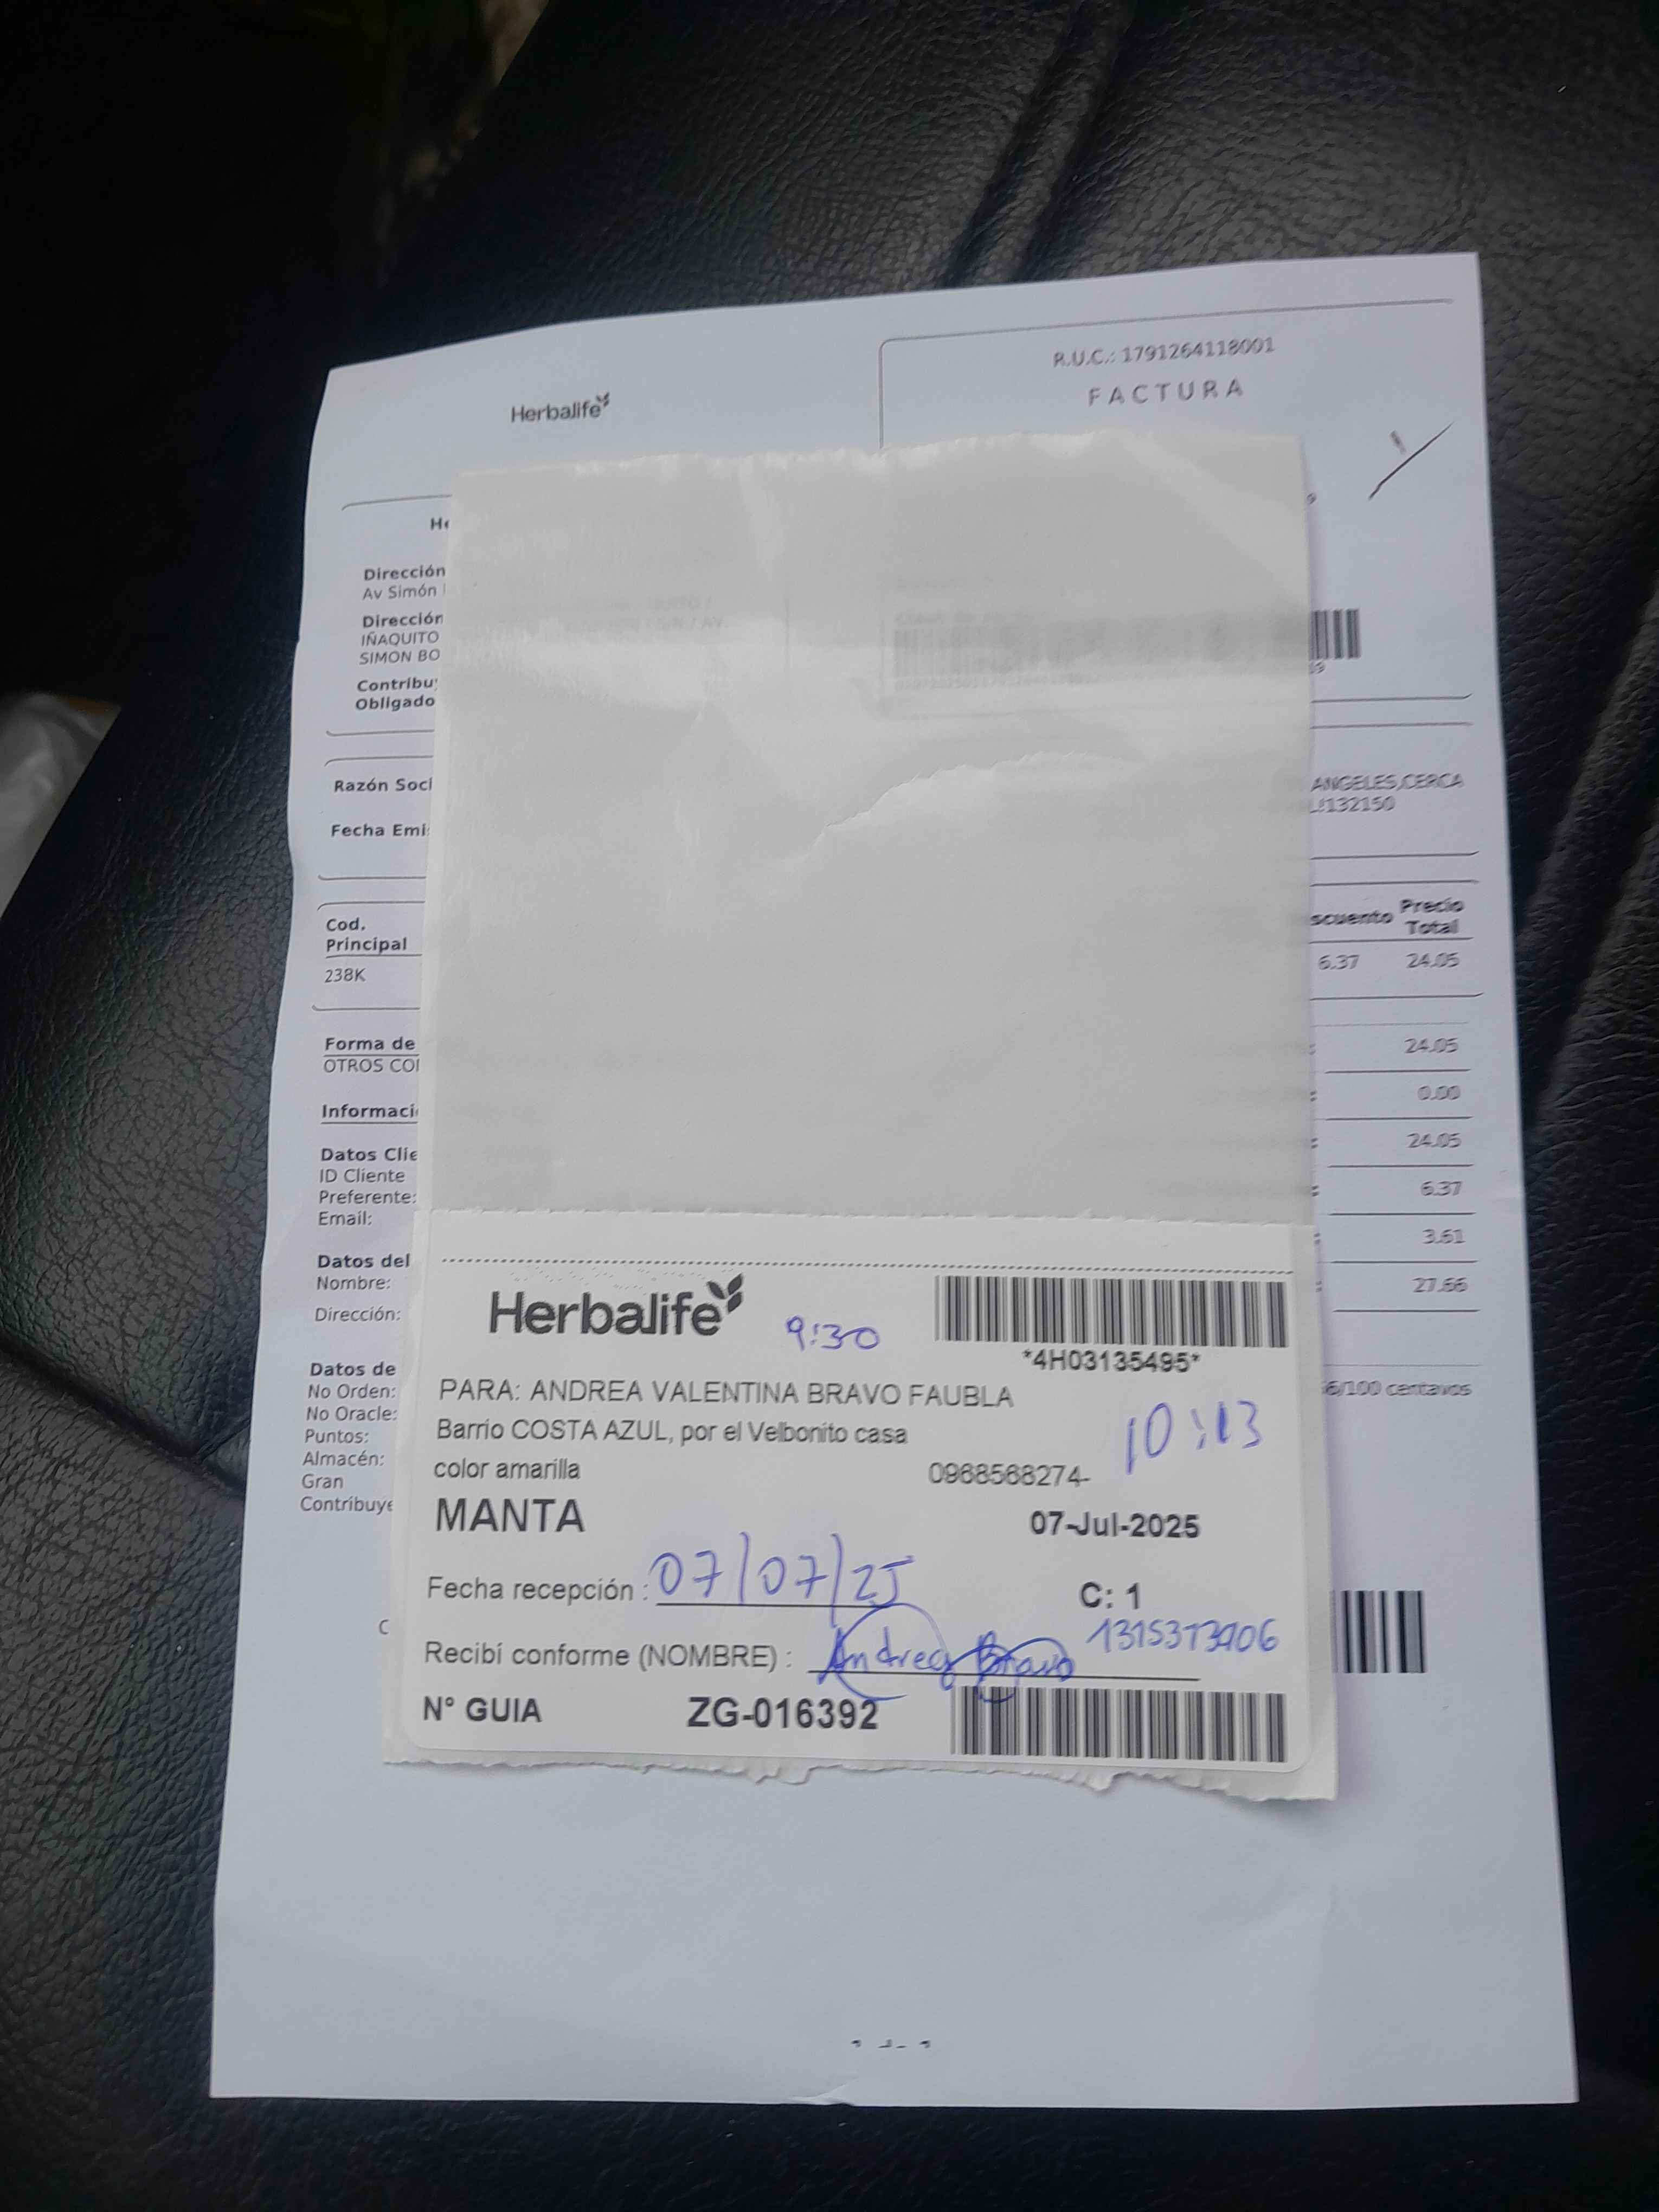 R.U.C.: 1791264118001
FACTURA
Herbalife
Dirección
Av Simón
Dirección
IÑAQUITO
SIMON BO
Contribu
Obligado
Razón Soci
ANGELES,CERCA
132150
Fecha Emi
Cod.
Principal
scuento Precio
Total
238K
6.37 24.05
Forma de
OTROS CO
24.05
0.00
Informaci
24.05
Datos Clie
ID Cliente
Preferente:
Email:
6.37
3.61
Datos del
Nombre:
27.66
Dirección:
Datos de
No Orden:
6/100 centavos
No Oracle:
Puntos:
Almacén:
Gran
Contribuye
Herbalife
9:30
*4H03135495*
PARA: ANDREA VALENTINA BRAVO FAUBLA
Barrio COSTA AZUL, por el Velbonito casa
10:13
color amarilla 0968568274-
MANTA 07-Jul-2025
Fecha recepción : 07/07/25 C: 1
Recibí conforme (NOMBRE) : Andrea Bravo
N° GUIA ZG-016392